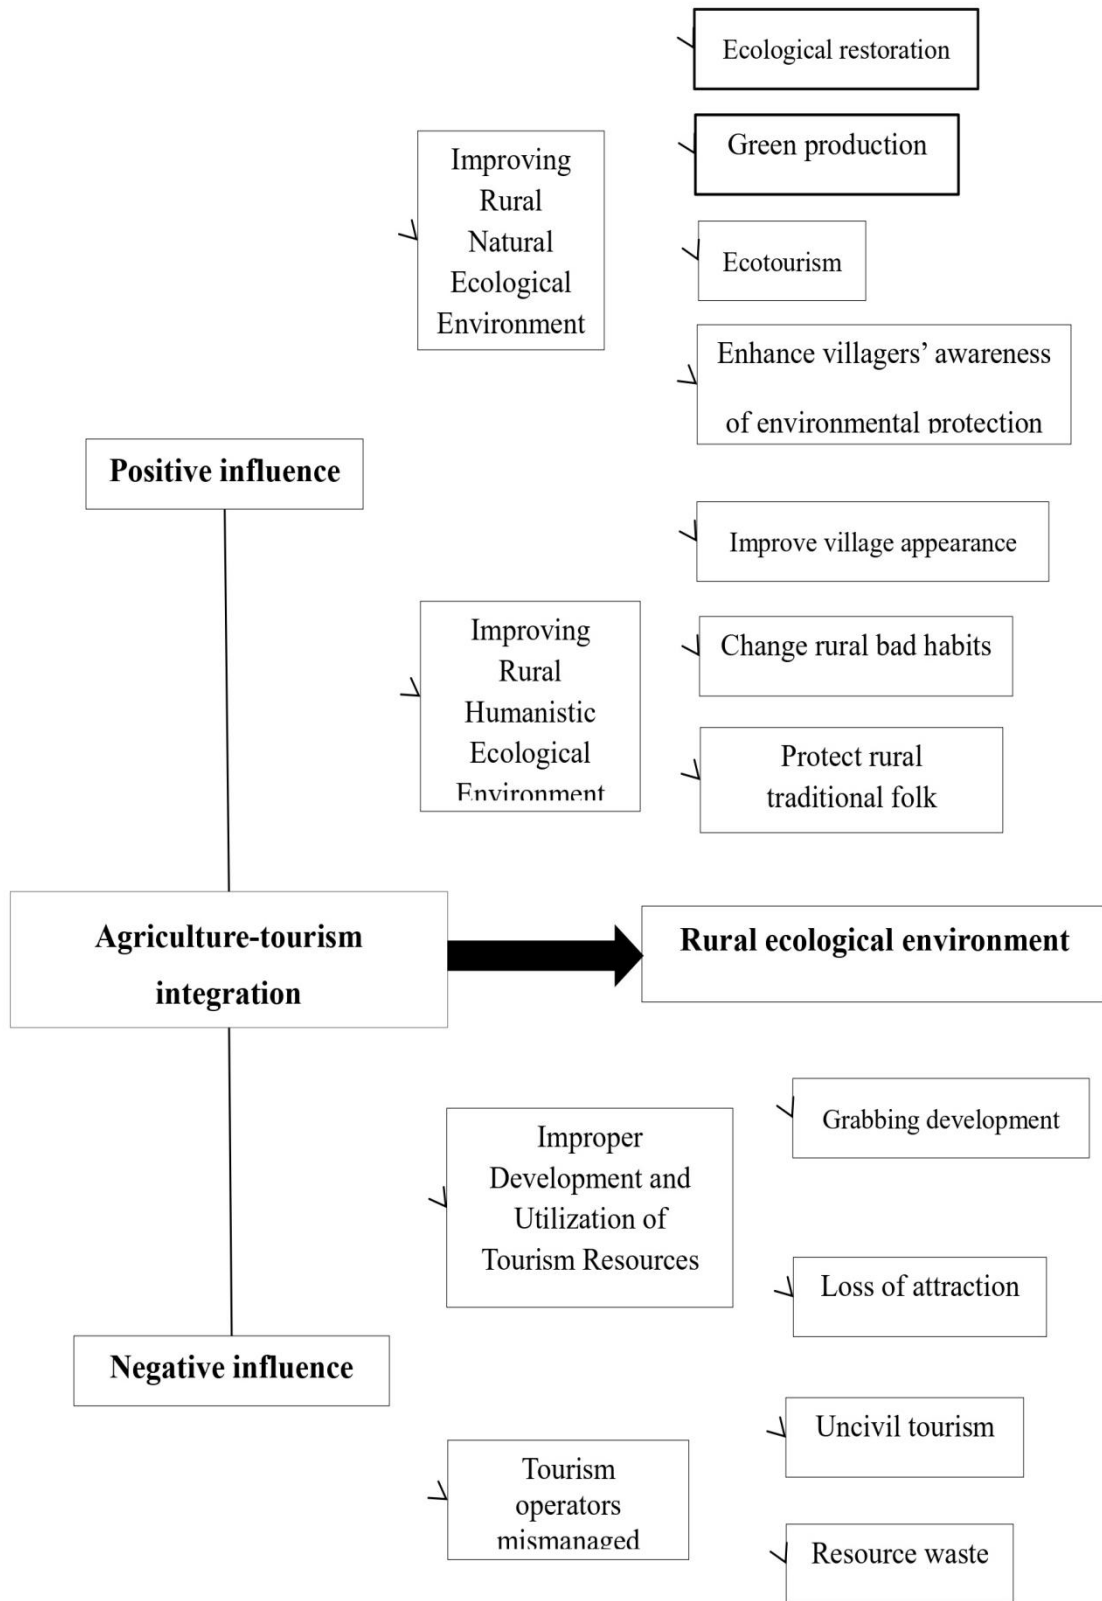 Ecological restoration
Green production
Improving
Rural
Natural
Ecological
Environment
Ecotourism
Enhance villagers’ awareness
of environmental protection
Positive influence
Improve village appearance
Improving
Rural
Humanistic
Ecological
Environment
Change rural bad habits
Protect rural
traditional folk
Agriculture-tourism
integration
Rural ecological environment
Improper
Development and
Utilization of
Tourism Resources
Grabbing development
Loss of attraction
Negative influence
Tourism
operators
mismanaged
Uncivil tourism
Resource waste